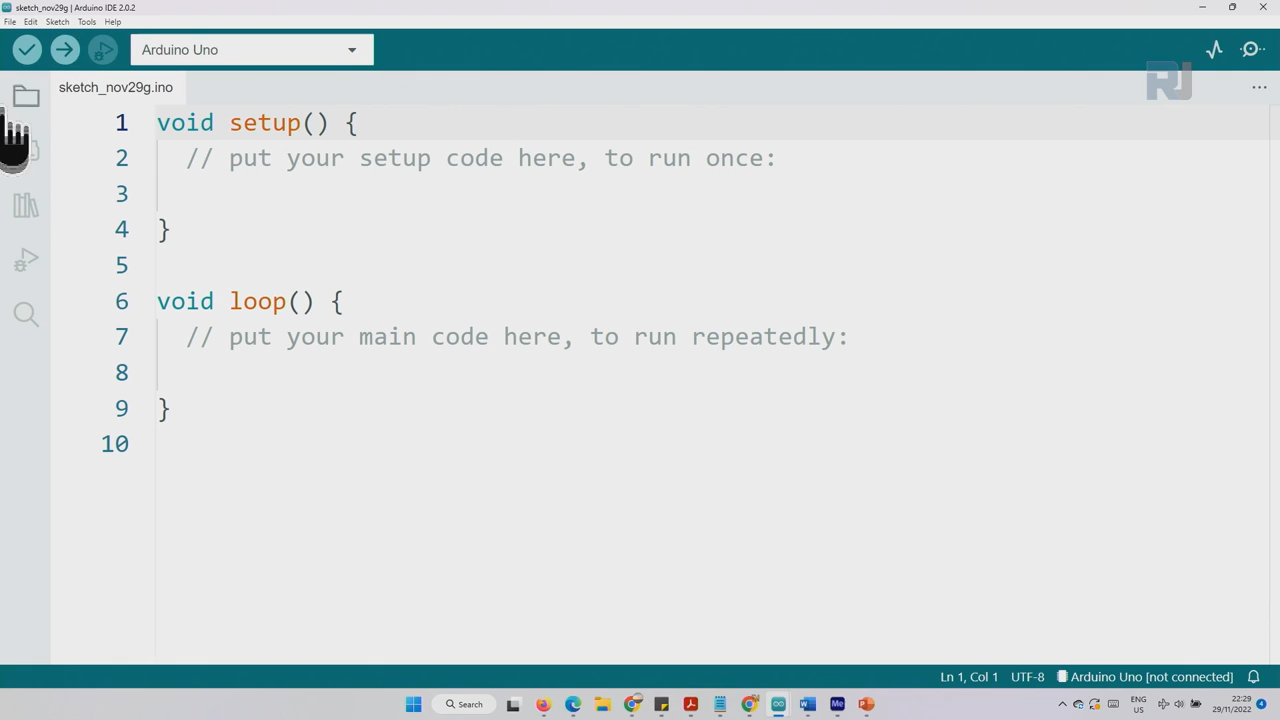 sketch_nov29g | Arduino IDE 2.0.2
File Edit Sketch Tools Help
Arduino Uno
sketch_nov29g.ino
RJ
1 void setup() {
2 // put your setup code here, to run once:
3
4 }
5
6 void loop() {
7 // put your main code here, to run repeatedly:
8
9 }
10
Ln 1, Col 1 UTF-8 Arduino Uno [not connected]
Search
Me
ENG
US
22:29
29/11/2022
4